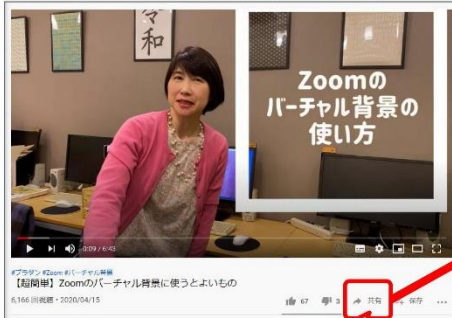 令
和
Zoomの
バーチャル背景の
使い方
0:09 / 6:43
#プラダン #Zoom #バーチャル背景
【超簡単】Zoomのバーチャル背景に使うとよいもの
6,166 回視聴・2020/04/15
67 3 共有 保存